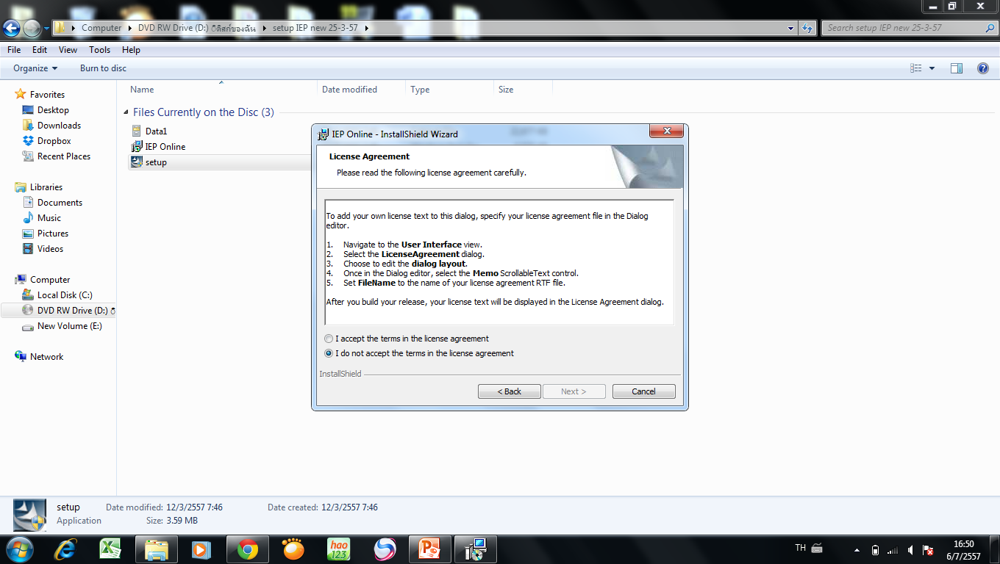 Computer
DVD RW Drive (D:) ดิสก์ของฉัน
setup IEP new 25-3-57
Search setup IEP new 25-3-57
File Edit View Tools Help
Organize Burn to disc
Name Date modified Type Size
Favorites
Desktop
Downloads
Dropbox
Recent Places
Libraries
Documents
Music
Pictures
Videos
Computer
Local Disk (C:)
DVD RW Drive (D:)
New Volume (E:)
Network
Files Currently on the Disc (3)
Data1
IEP Online
setup
IEP Online - InstallShield Wizard
License Agreement
Please read the following license agreement carefully.
To add your own license text to this dialog, specify your license agreement file in the Dialog
editor.
1. Navigate to the User Interface view.
2. Select the LicenseAgreement dialog.
3. Choose to edit the dialog layout.
4. Once in the Dialog editor, select the Memo ScrollableText control.
5. Set FileName to the name of your license agreement RTF file.
After you build your release, your license text will be displayed in the License Agreement dialog.
I accept the terms in the license agreement
I do not accept the terms in the license agreement
InstallShield
< Back Next > Cancel
setup Date modified: 12/3/2557 7:46 Date created: 12/3/2557 7:46
Application Size: 3.59 MB
hao
123
TH
16:50
6/7/2557